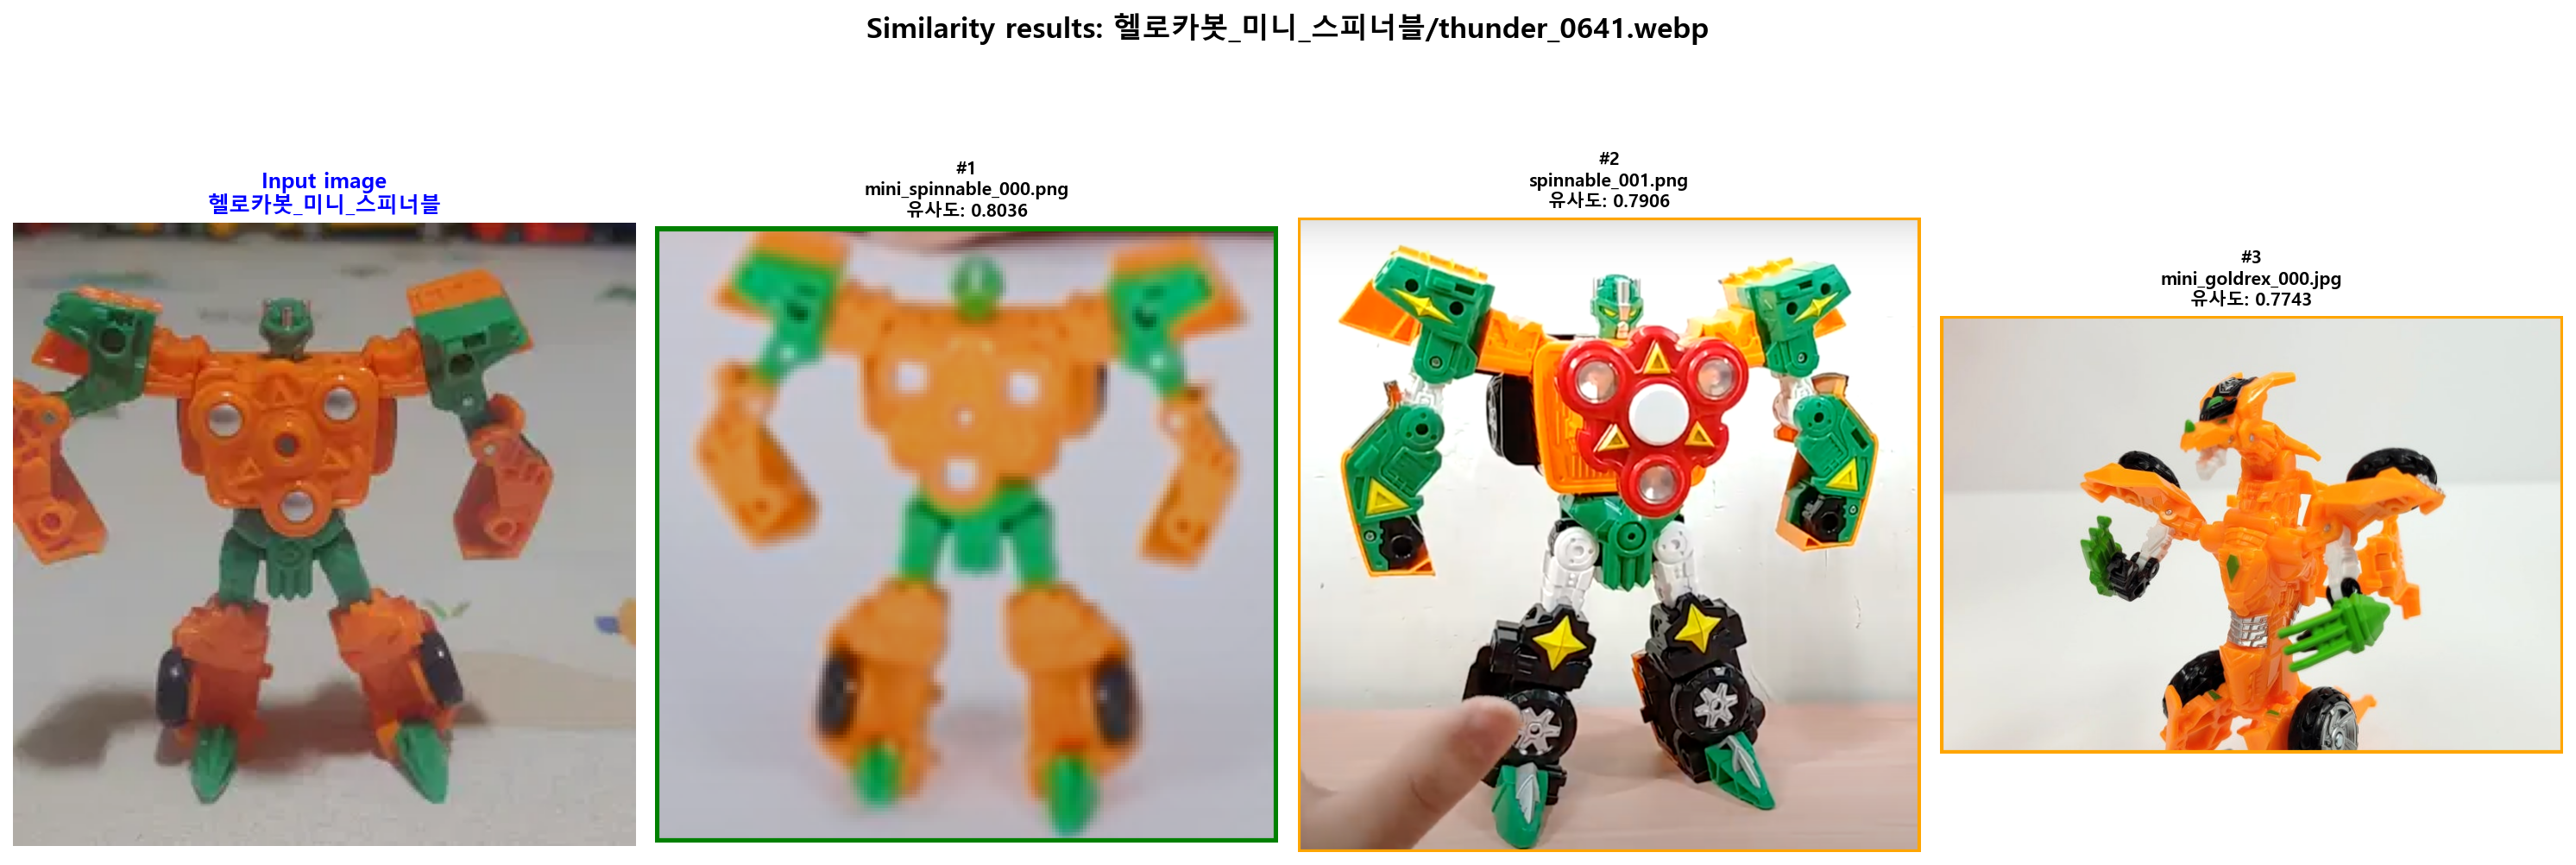 Similarity results: 헬로카봇_미니_스피너블/thunder_0641.webp
Input image
헬로카봇_미니_스피너블
#1
mini_spinnable_000.png
유사도: 0.8036
#2
spinnable_001.png
유사도: 0.7906
#3
mini_goldrex_000.jpg
유사도: 0.7743